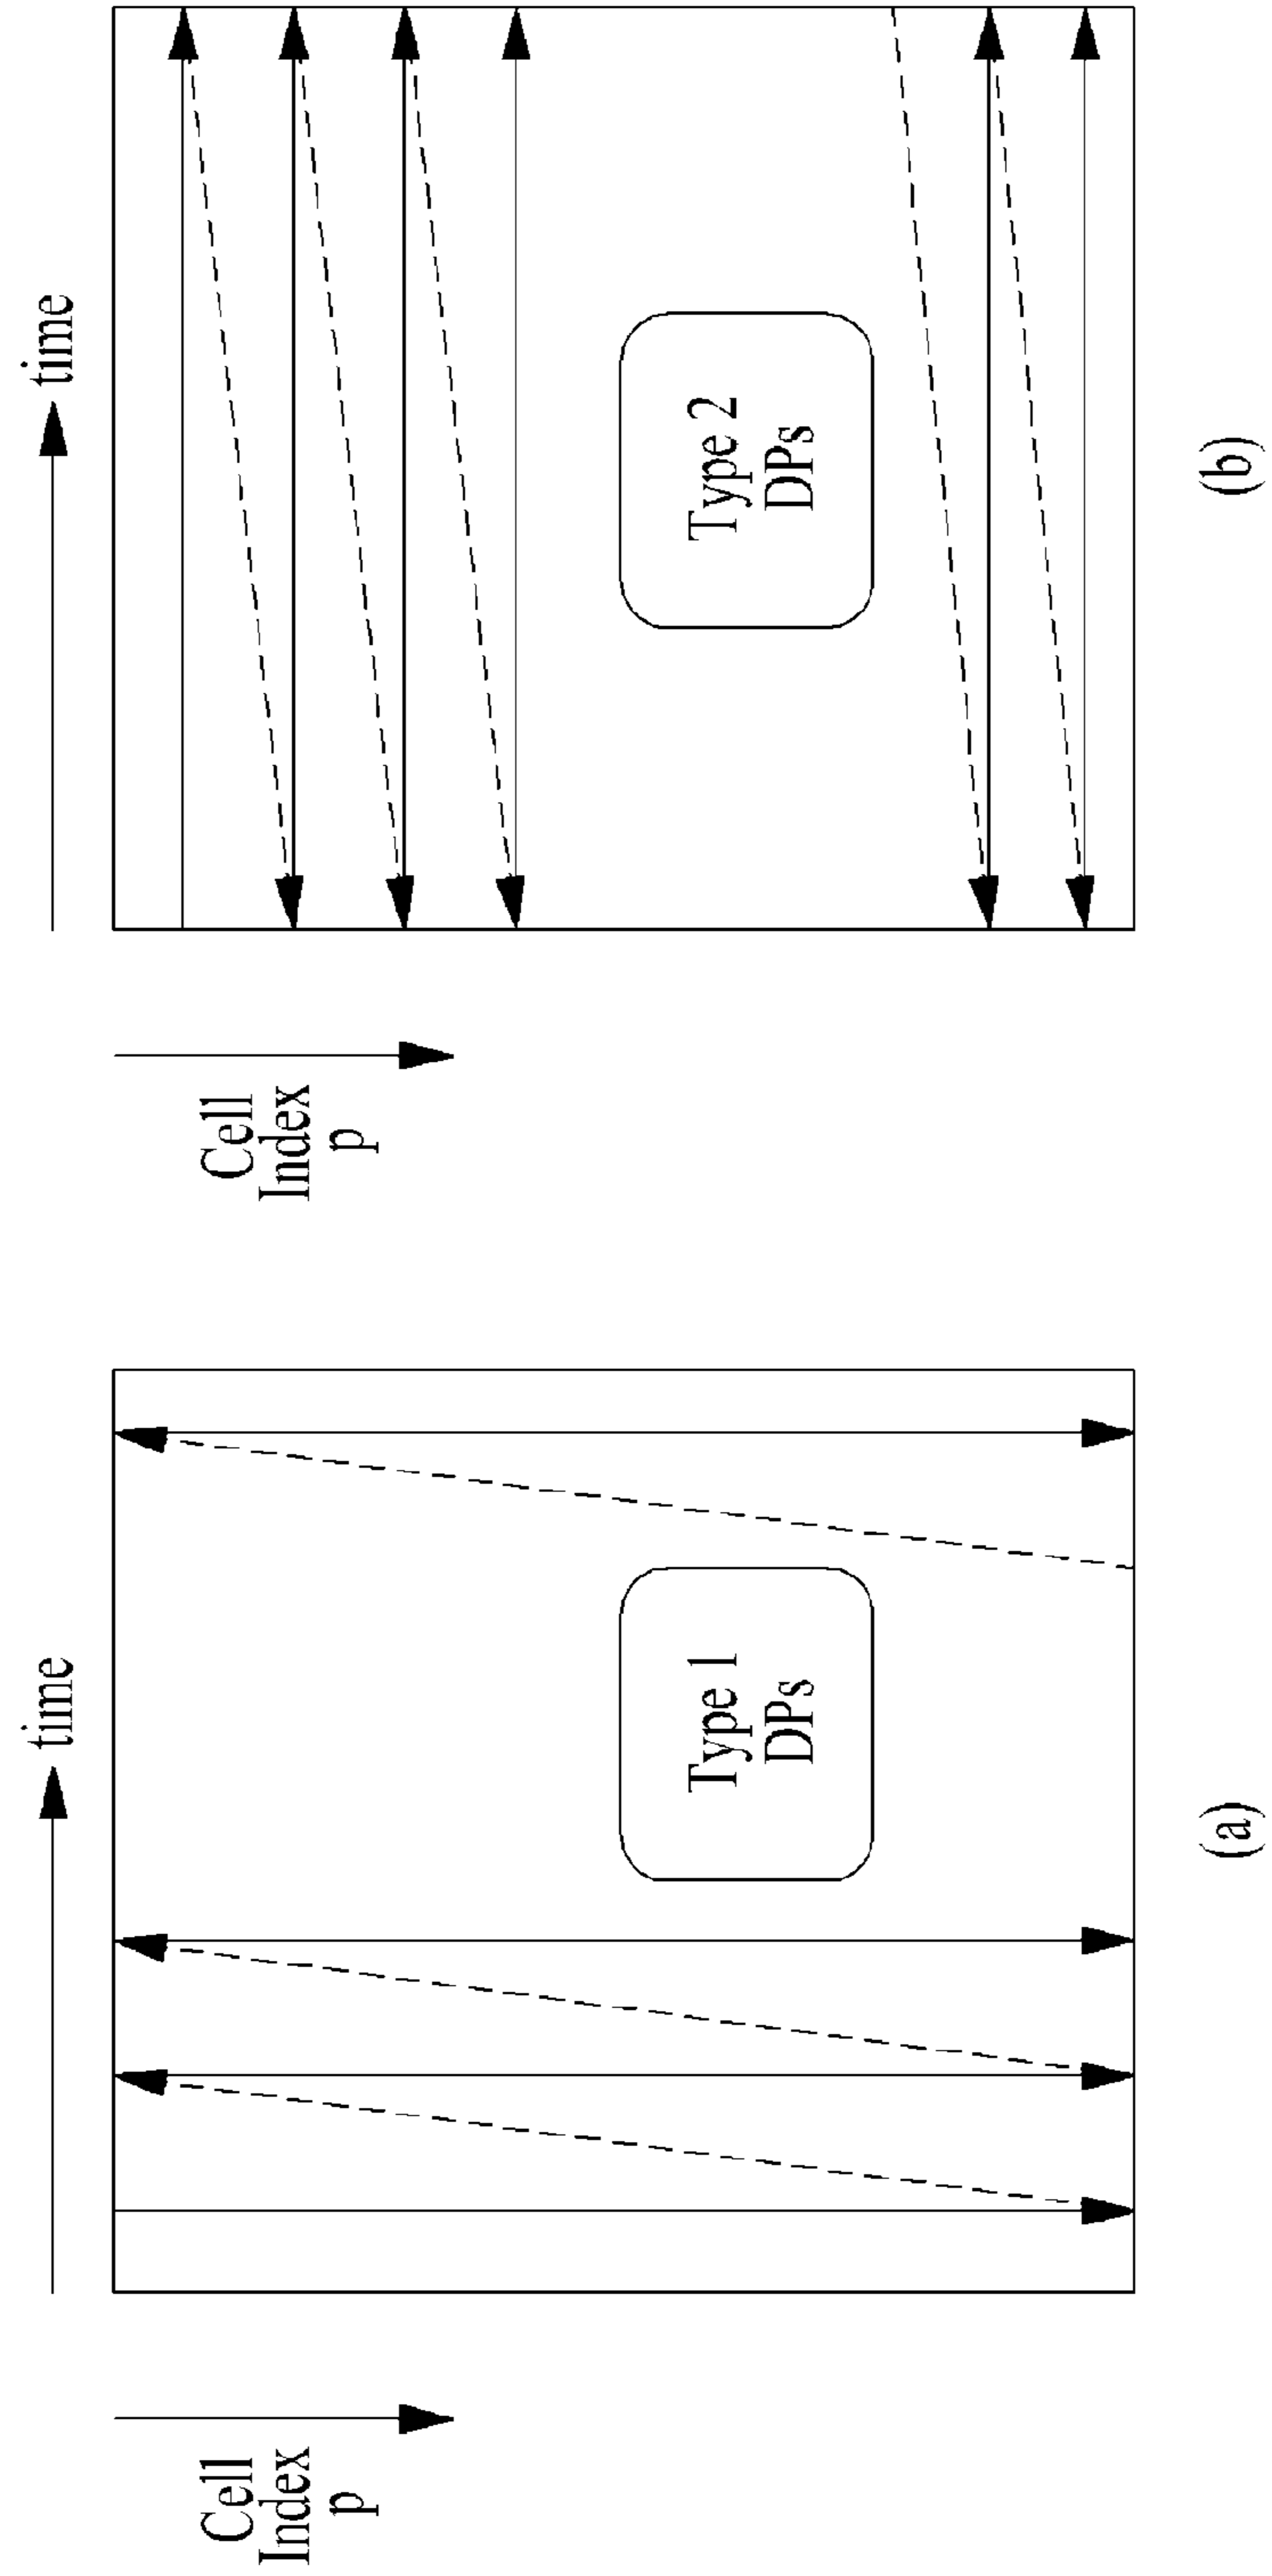 time
Cell
Index
p
Type 1
DPs
(a)
time
Cell
Index
p
Type 2
DPs
(b)